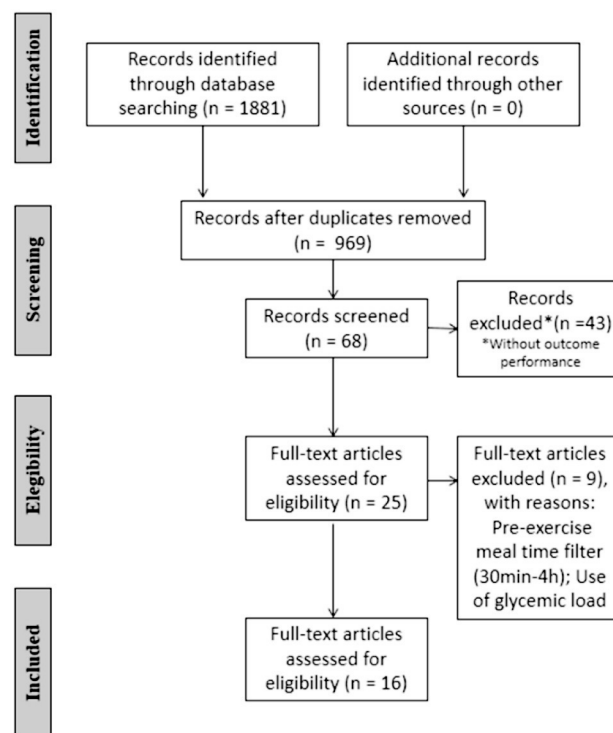 Identification
Records identified
through database
searching (n = 1881)
Additional records
identified through other
sources (n = 0)
Records after duplicates removed
(n =  969)
Screening
Records screened
(n = 68)
Records
excluded*(n =43)
*Without outcome
performance
Elegibility
Full-text articles
assessed for
eligibility (n = 25)
Full-text articles
excluded (n = 9),
with reasons:
Pre-exercise
meal time filter
(30min-4h); Use
of glycemic load
Included
Full-text articles
assessed for
eligibility (n = 16)